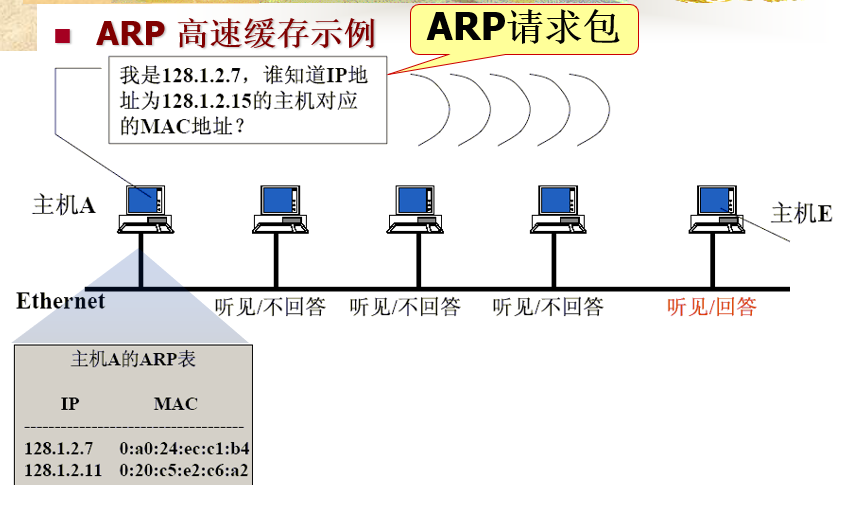 ARP 高速缓存示例
ARP请求包
我是128.1.2.7，谁知道IP地
址为128.1.2.15的主机对应
的MAC地址？
主机A
主机E
Ethernet
听见/不回答
听见/不回答
听见/不回答
听见/回答
主机A的ARP表
IP MAC
------------------------------------
128.1.2.7 0:a0:24:ec:c1:b4
128.1.2.11 0:20:c5:e2:c6:a2